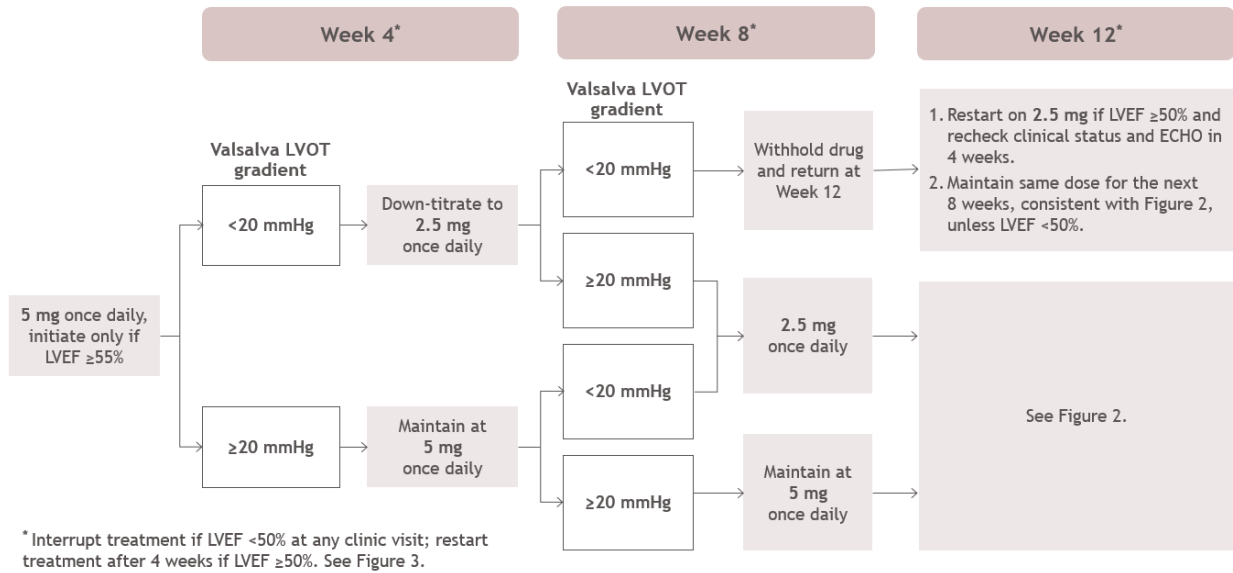 Week 4*
Week 8*
Week 12*
Valsalva LVOT
gradient
<20 mmHg
Down-titrate to
2.5 mg
once daily
Valsalva LVOT
gradient
<20 mmHg
Withhold drug
and return at
Week 12
1. Restart on 2.5 mg if LVEF ≥50% and
recheck clinical status and ECHO in
4 weeks.
2. Maintain same dose for the next
8 weeks, consistent with Figure 2,
unless LVEF <50%.
≥20 mmHg
5 mg once daily,
initiate only if
LVEF ≥55%
2.5 mg
once daily
<20 mmHg
See Figure 2.
≥20 mmHg
Maintain at
5 mg
once daily
≥20 mmHg
Maintain at
5 mg
once daily
* Interrupt treatment if LVEF <50% at any clinic visit; restart
treatment after 4 weeks if LVEF ≥50%. See Figure 3.